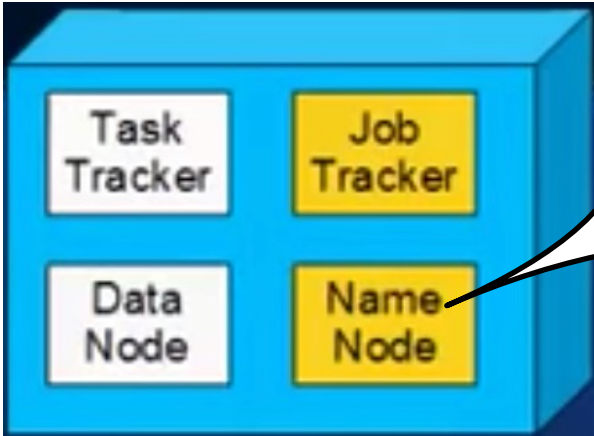 Task
Tracker
Job
Tracker
Data
Node
Name
Node